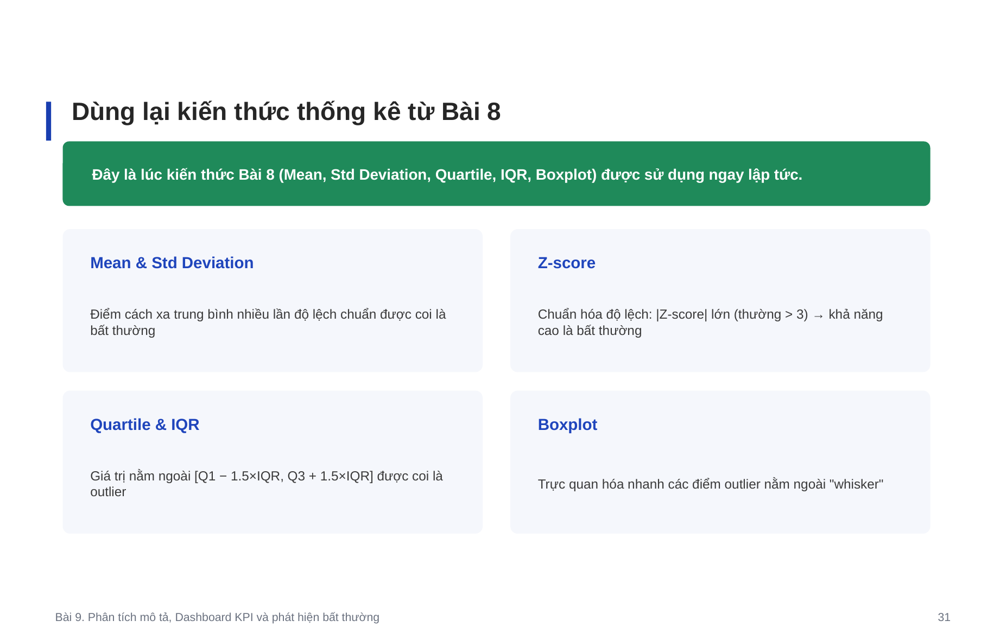 Dùng lại kiến thức thống kê từ Bài 8
Đây là lúc kiến thức Bài 8 (Mean, Std Deviation, Quartile, IQR, Boxplot) được sử dụng ngay lập tức.
Mean & Std Deviation
Điểm cách xa trung bình nhiều lần độ lệch chuẩn được coi là
bất thường
Z-score
Chuẩn hóa độ lệch: |Z-score| lớn (thường > 3) → khả năng
cao là bất thường
Quartile & IQR
Giá trị nằm ngoài [Q1 − 1.5×IQR, Q3 + 1.5×IQR] được coi là
outlier
Boxplot
Trực quan hóa nhanh các điểm outlier nằm ngoài "whisker"
Bài 9. Phân tích mô tả, Dashboard KPI và phát hiện bất thường
31